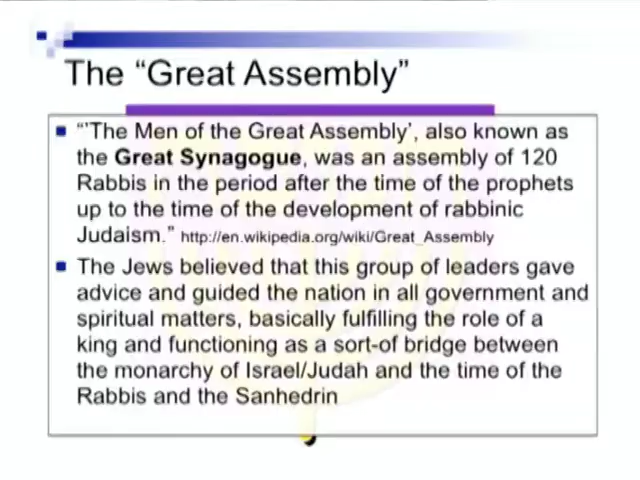 The “Great Assembly”
“'The Men of the Great Assembly', also known as
the Great Synagogue, was an assembly of 120
Rabbis in the period after the time of the prophets
up to the time of the development of rabbinic
Judaism.” http://en.wikipedia.org/wiki/Great_Assembly
The Jews believed that this group of leaders gave
advice and guided the nation in all government and
spiritual matters, basically fulfilling the role of a
king and functioning as a sort-of bridge between
the monarchy of Israel/Judah and the time of the
Rabbis and the Sanhedrin